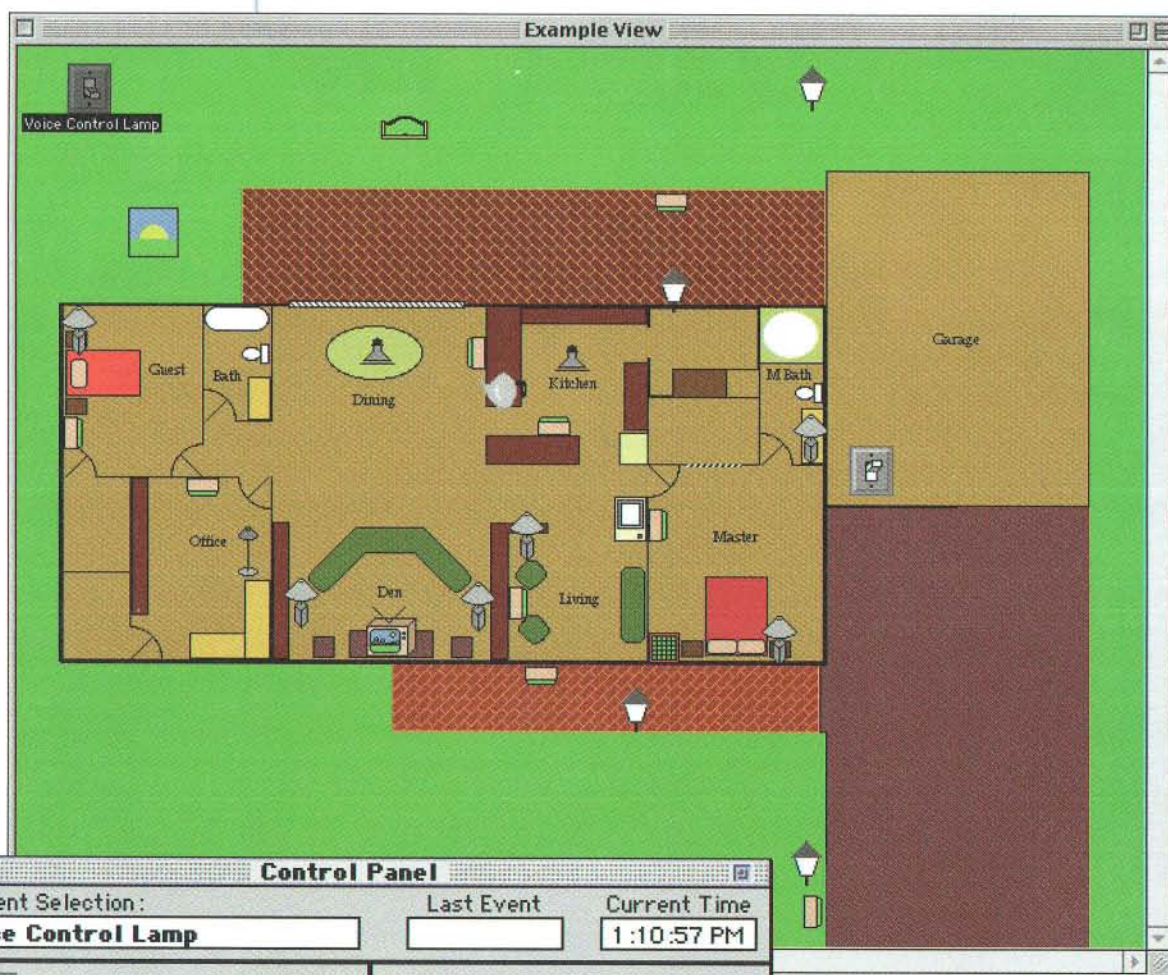 Example View
Voice Control Lamp
Garage
Guest
Bath
Dining
Kitchen
M Bath
Office
Den
Living
Master
Control Panel
ent Selection:
Last Event
Current Time
e Control Lamp
1:10:57 PM